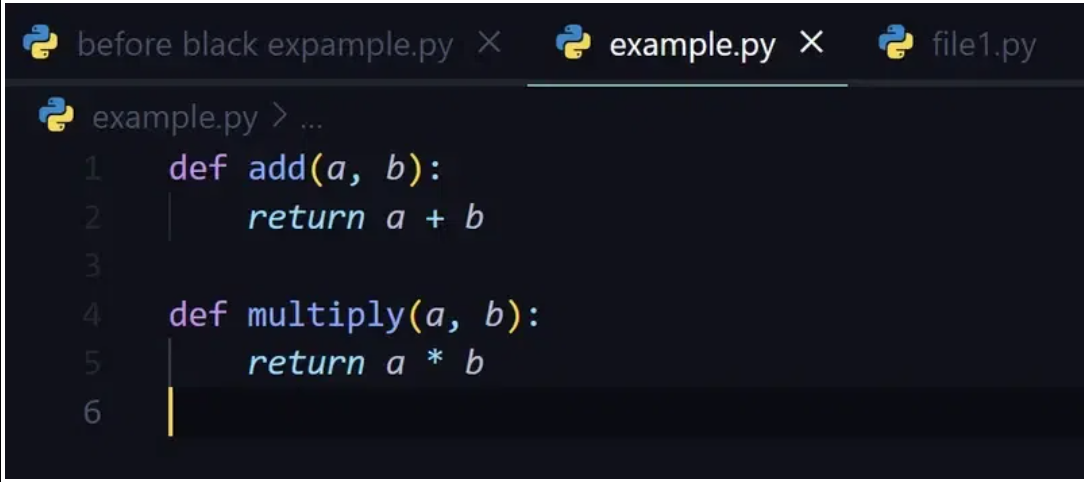 before black expample.py × example.py × file1.py
example.py > ...
1 def add(a, b):
2     return a + b
3
4 def multiply(a, b):
5     return a * b
6